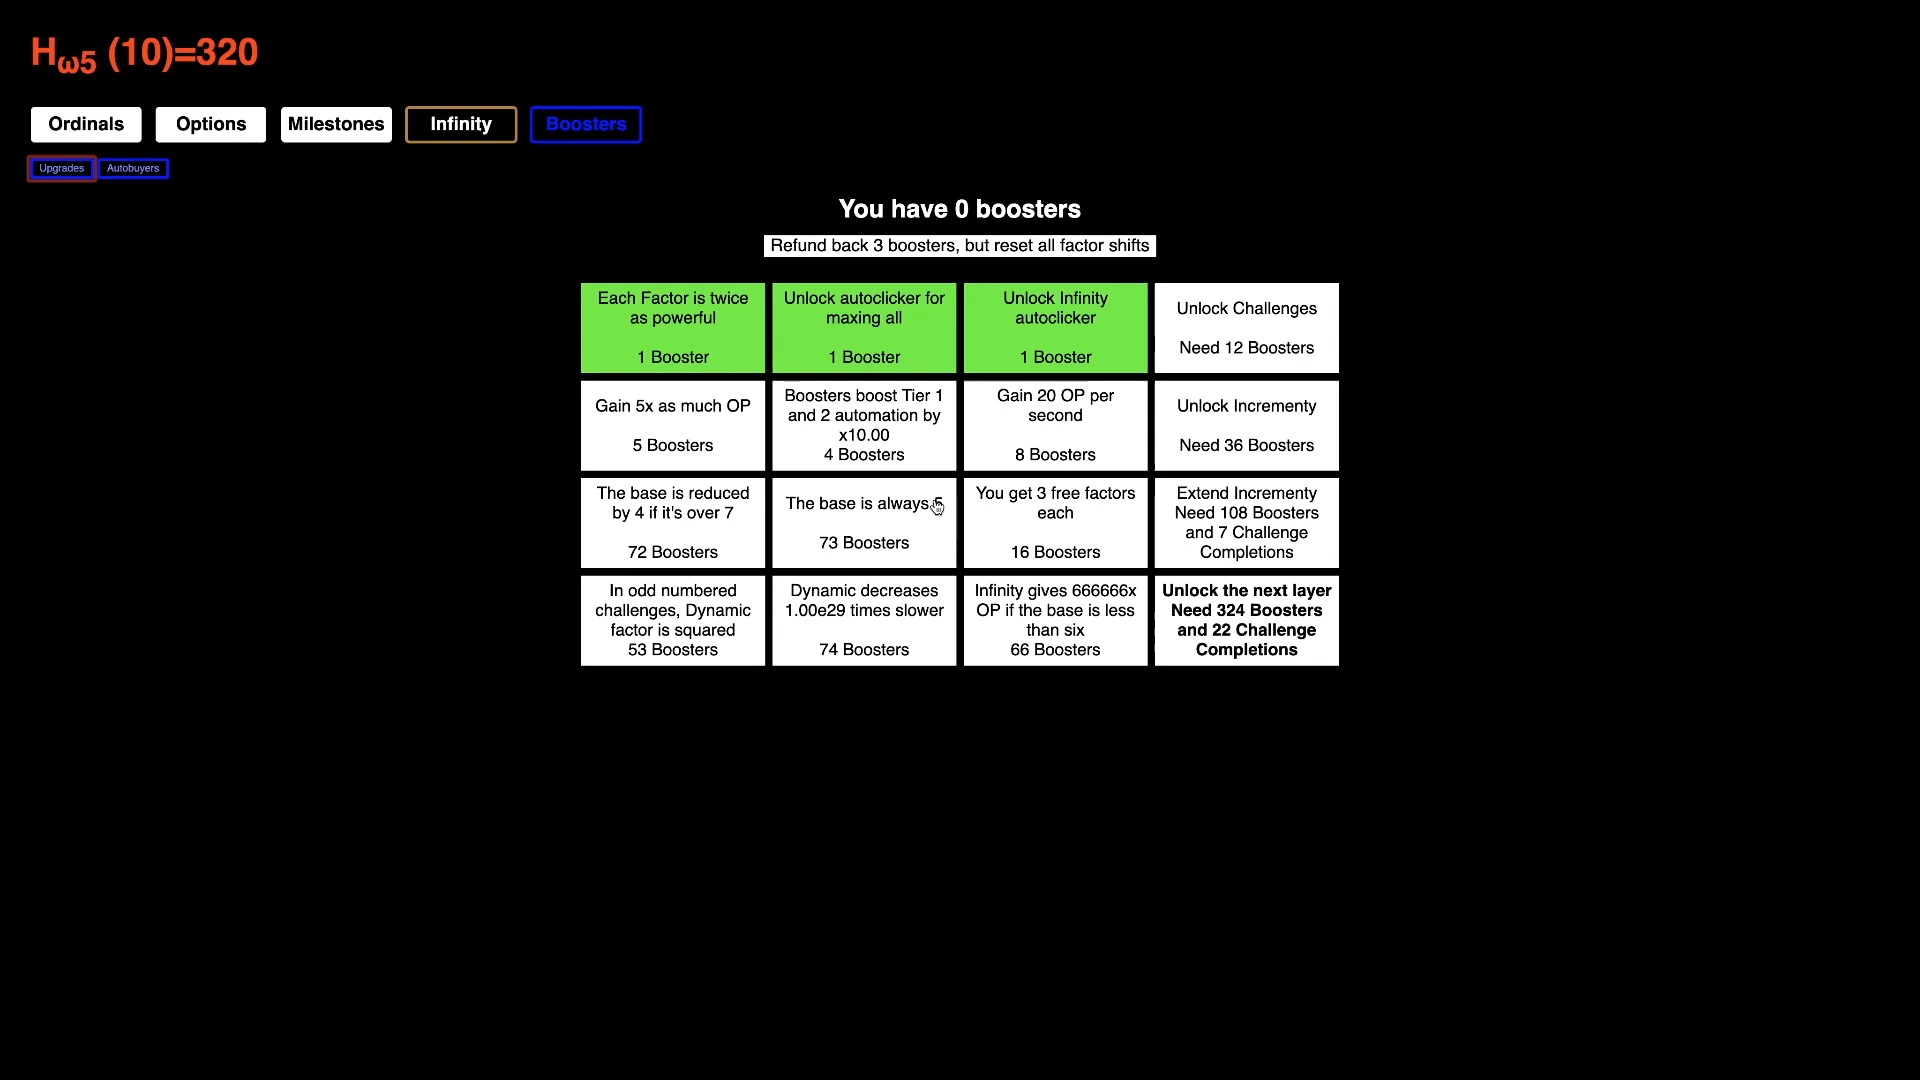 Hω5 (10)=320
Ordinals
Options
Milestones
Infinity
Boosters
Upgrades
Autobuyers
You have 0 boosters
Refund back 3 boosters, but reset all factor shifts
Each Factor is twice
as powerful
1 Booster
Unlock autoclicker for
maxing all
1 Booster
Unlock Infinity
autoclicker
1 Booster
Unlock Challenges
Need 12 Boosters
Gain 5x as much OP
5 Boosters
Boosters boost Tier 1
and 2 automation by
x10.00
4 Boosters
Gain 20 OP per
second
8 Boosters
Unlock Incrementy
Need 36 Boosters
The base is reduced
by 4 if it's over 7
72 Boosters
The base is always 5
73 Boosters
You get 3 free factors
each
16 Boosters
Extend Incrementy
Need 108 Boosters
and 7 Challenge
Completions
In odd numbered
challenges, Dynamic
factor is squared
53 Boosters
Dynamic decreases
1.00e29 times slower
74 Boosters
Infinity gives 666666x
OP if the base is less
than six
66 Boosters
Unlock the next layer
Need 324 Boosters
and 22 Challenge
Completions